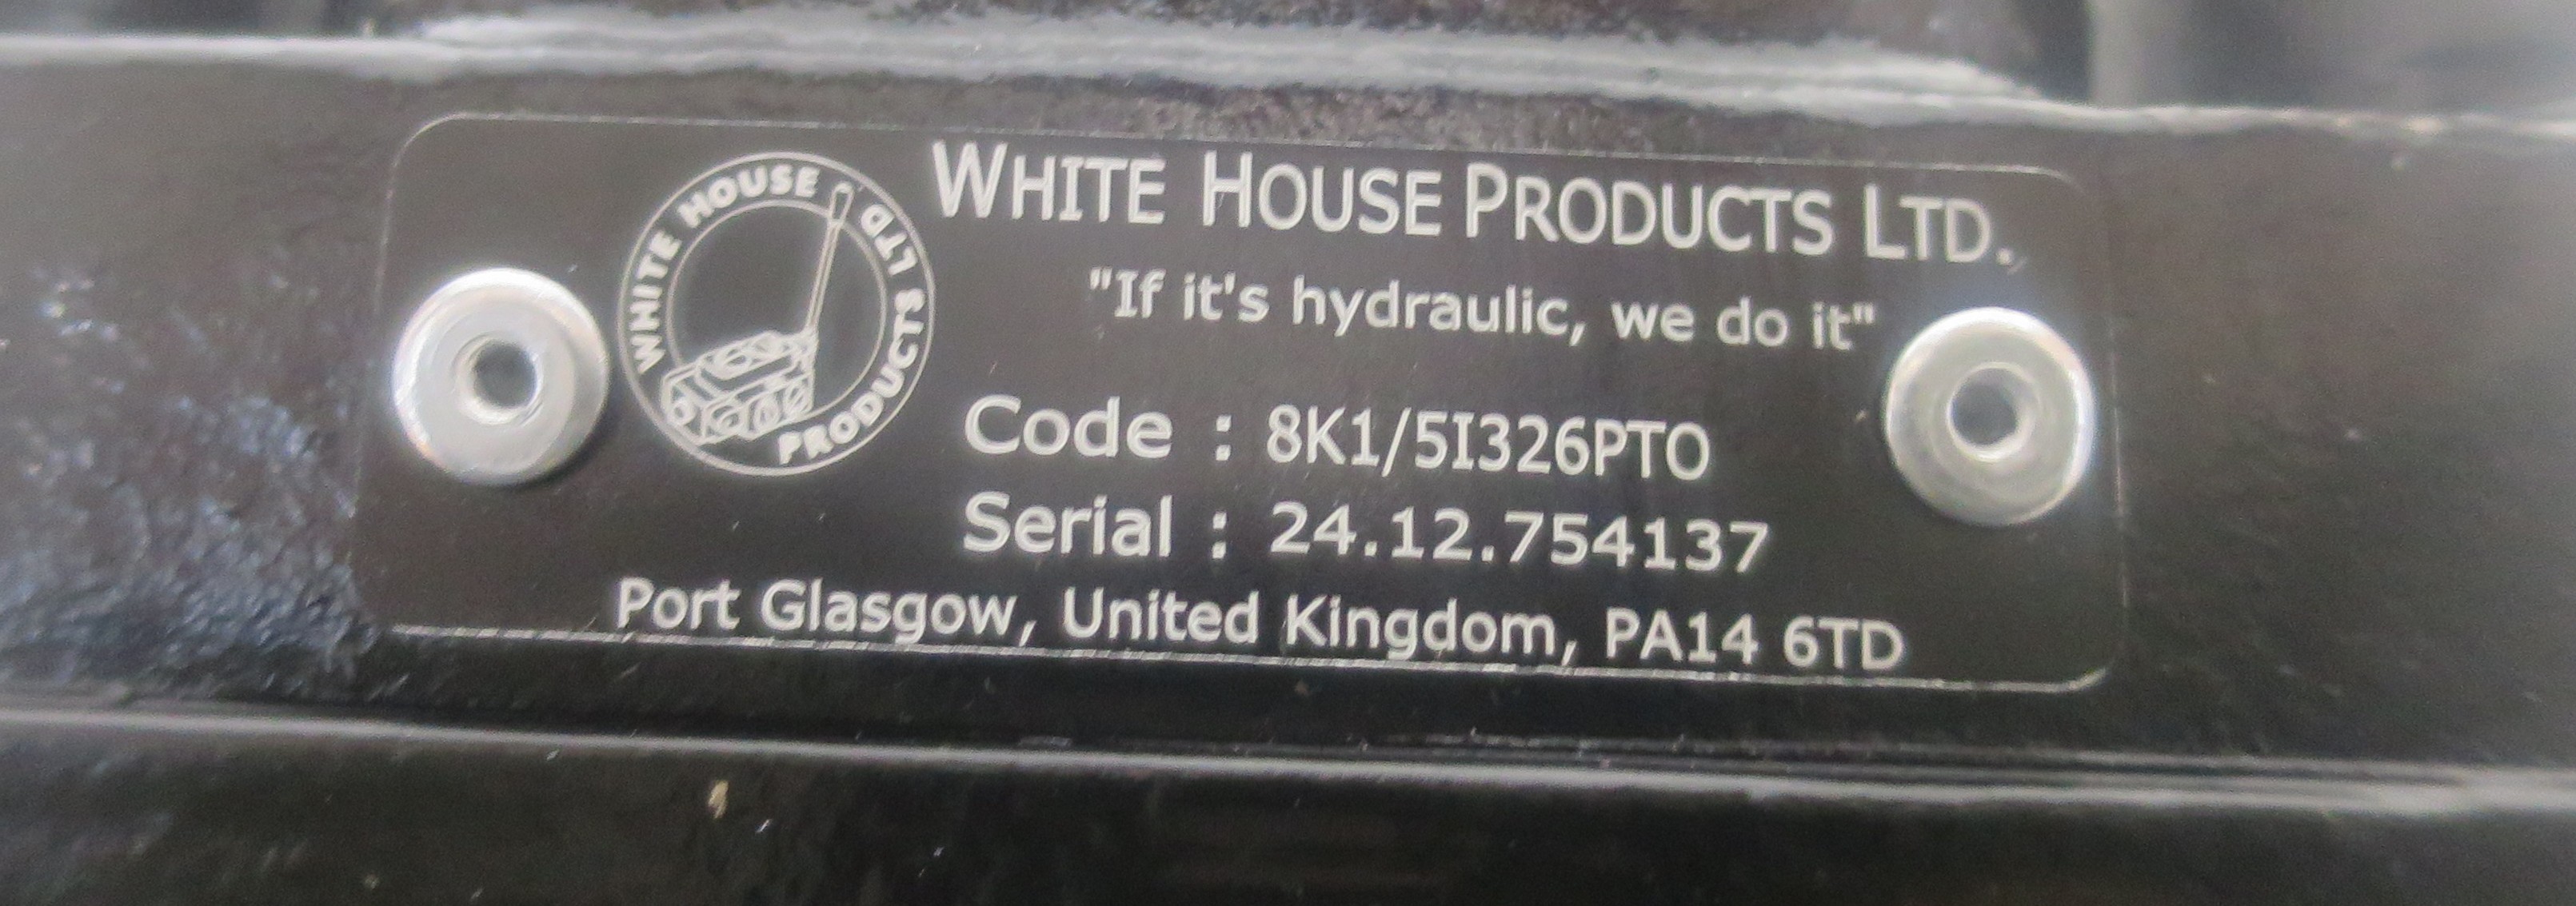 WHITE HOUSE PRODUCTS LTD
WHITE HOUSE PRODUCTS LTD.
"If it's hydraulic, we do it"
Code : 8K1/5I326PTO
Serial : 24.12.754137
Port Glasgow, United Kingdom, PA14 6TD